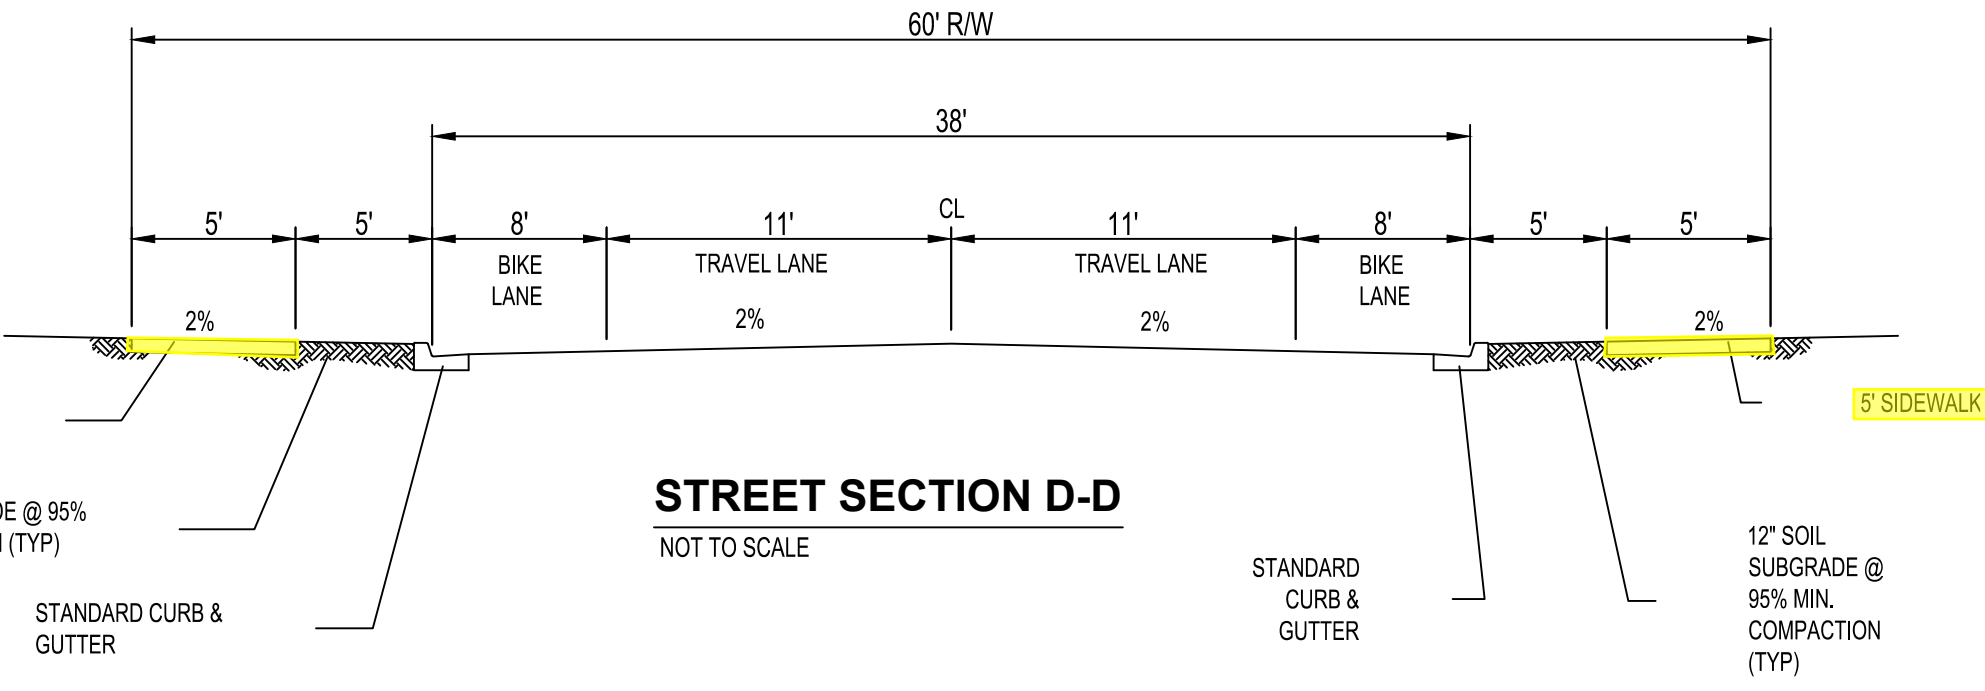 60' R/W
38'
5' 5' 8' 11' CL 11' 8' 5' 5'
BIKE
LANE
TRAVEL LANE
TRAVEL LANE
BIKE
LANE
2% 2% 2% 2%
5' SIDEWALK
@ 95%
(TYP)
STANDARD CURB &
GUTTER
STREET SECTION D-D
NOT TO SCALE
STANDARD
CURB &
GUTTER
12" SOIL
SUBGRADE @
95% MIN.
COMPACTION
(TYP)